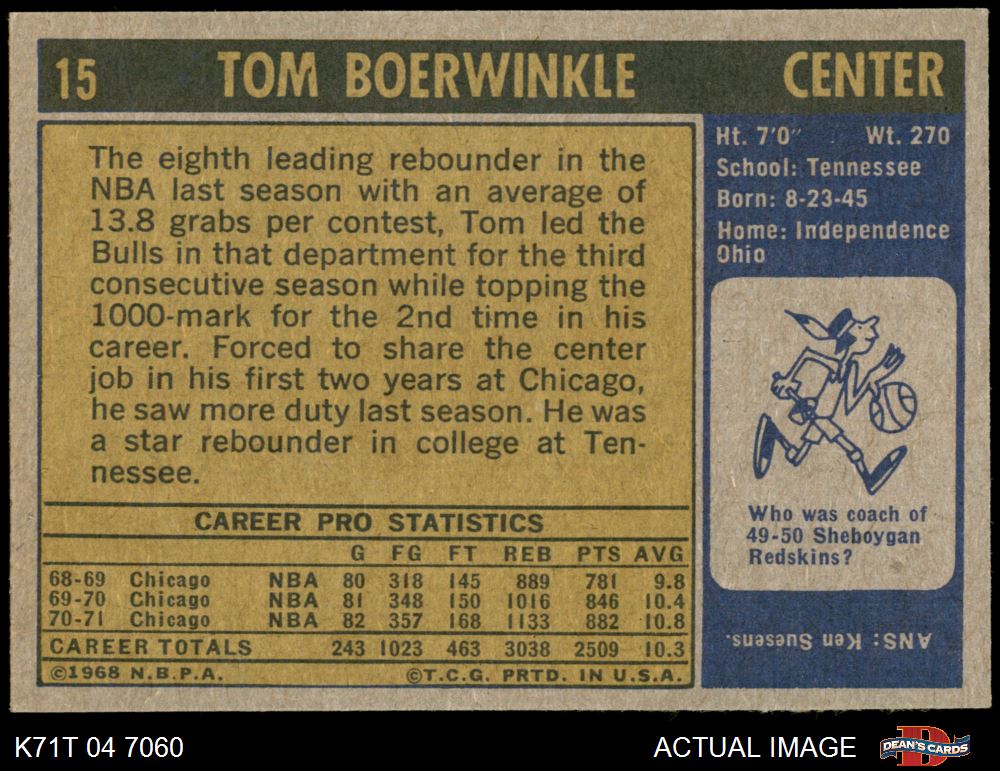 15 TOM BOERWINKLE CENTER
The eighth leading rebounder in the
NBA last season with an average of
13.8 grabs per contest, Tom led the
Bulls in that department for the third
consecutive season while topping the
1000-mark for the 2nd time in his
career. Forced to share the center
job in his first two years at Chicago,
he saw more duty last season. He was
a star rebounder in college at Ten-
nessee.
CAREER PRO STATISTICS
G FG FT REB PTS AVG
68-69 Chicago NBA 80 318 145 889 781 9.8
69-70 Chicago NBA 81 348 150 1016 846 10.4
70-71 Chicago NBA 82 357 168 1133 882 10.8
CAREER TOTALS 243 1023 463 3038 2509 10.3
©1968 N.B.P.A. ©T.C.G. PRTD. IN U.S.A.
Ht. 7'0" Wt. 270
School: Tennessee
Born: 8-23-45
Home: Independence
Ohio
Who was coach of
49-50 Sheboygan
Redskins?
ANS: Ken Suesens.
K71T 04 7060 ACTUAL IMAGE DEAN'S CARDS